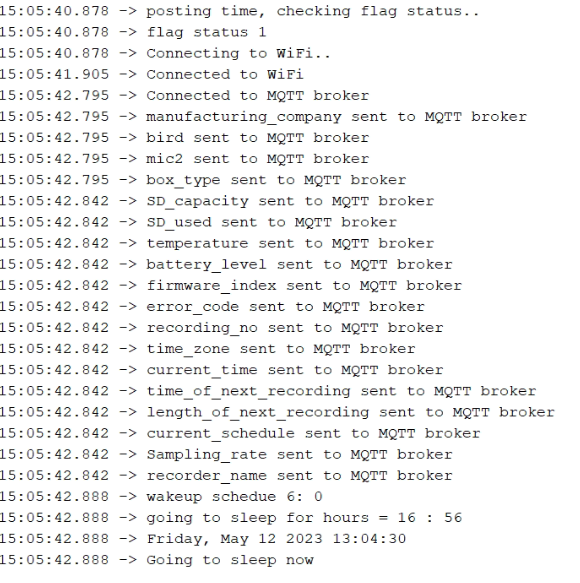 15:05:40.878 -> posting time, checking flag status..
15:05:40.878 -> flag status 1
15:05:40.878 -> Connecting to WiFi..
15:05:41.905 -> Connected to WiFi
15:05:42.795 -> Connected to MQTT broker
15:05:42.795 -> manufacturing_company sent to MQTT broker
15:05:42.795 -> bird sent to MQTT broker
15:05:42.795 -> mic2 sent to MQTT broker
15:05:42.795 -> box_type sent to MQTT broker
15:05:42.842 -> SD_capacity sent to MQTT broker
15:05:42.842 -> SD_used sent to MQTT broker
15:05:42.842 -> temperature sent to MQTT broker
15:05:42.842 -> battery_level sent to MQTT broker
15:05:42.842 -> firmware_index sent to MQTT broker
15:05:42.842 -> error_code sent to MQTT broker
15:05:42.842 -> recording_no sent to MQTT broker
15:05:42.842 -> time_zone sent to MQTT broker
15:05:42.842 -> current_time sent to MQTT broker
15:05:42.842 -> time_of_next_recording sent to MQTT broker
15:05:42.842 -> length_of_next_recording sent to MQTT broker
15:05:42.842 -> current_schedule sent to MQTT broker
15:05:42.842 -> Sampling_rate sent to MQTT broker
15:05:42.842 -> recorder_name sent to MQTT broker
15:05:42.888 -> wakeup schedue 6: 0
15:05:42.888 -> going to sleep for hours = 16 : 56
15:05:42.888 -> Friday, May 12 2023 13:04:30
15:05:42.888 -> Going to sleep now